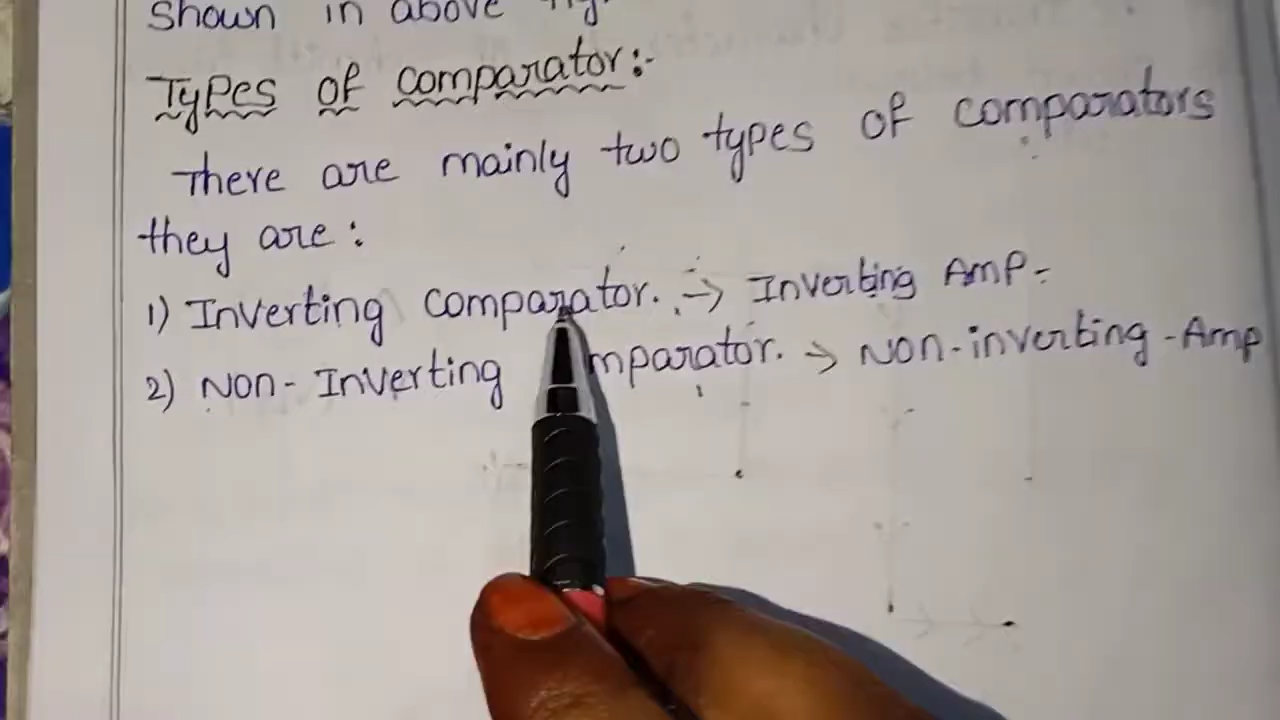 shown in above fig.
Types of comparator:-
There are mainly two types of comparators
they are:
1) Inverting comparator. -> Inverting Amp-
2) Non-Inverting mparator. -> Non-inverting-Amp